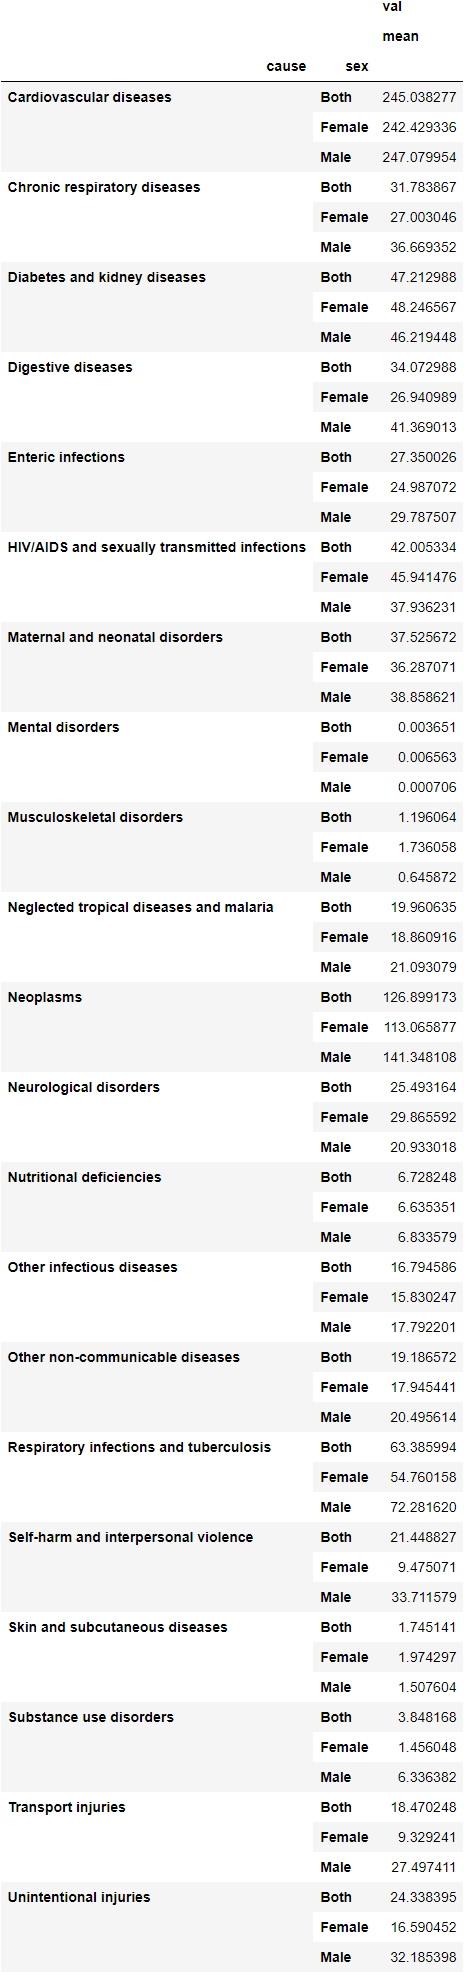 val
mean
cause sex
Cardiovascular diseases Both 245.038277
Female 242.429336
Male 247.079954
Chronic respiratory diseases Both 31.783867
Female 27.003046
Male 36.669352
Diabetes and kidney diseases Both 47.212988
Female 48.246567
Male 46.219448
Digestive diseases Both 34.072988
Female 26.940989
Male 41.369013
Enteric infections Both 27.350026
Female 24.987072
Male 29.787507
HIV/AIDS and sexually transmitted infections Both 42.005334
Female 45.941476
Male 37.936231
Maternal and neonatal disorders Both 37.525672
Female 36.287071
Male 38.858621
Mental disorders Both 0.003651
Female 0.006563
Male 0.000706
Musculoskeletal disorders Both 1.196064
Female 1.736058
Male 0.645872
Neglected tropical diseases and malaria Both 19.960635
Female 18.860916
Male 21.093079
Neoplasms Both 126.899173
Female 113.065877
Male 141.348108
Neurological disorders Both 25.493164
Female 29.865592
Male 20.933018
Nutritional deficiencies Both 6.728248
Female 6.635351
Male 6.833579
Other infectious diseases Both 16.794586
Female 15.830247
Male 17.792201
Other non-communicable diseases Both 19.186572
Female 17.945441
Male 20.495614
Respiratory infections and tuberculosis Both 63.385994
Female 54.760158
Male 72.281620
Self-harm and interpersonal violence Both 21.448827
Female 9.475071
Male 33.711579
Skin and subcutaneous diseases Both 1.745141
Female 1.974297
Male 1.507604
Substance use disorders Both 3.848168
Female 1.456048
Male 6.336382
Transport injuries Both 18.470248
Female 9.329241
Male 27.497411
Unintentional injuries Both 24.338395
Female 16.590452
Male 32.185398